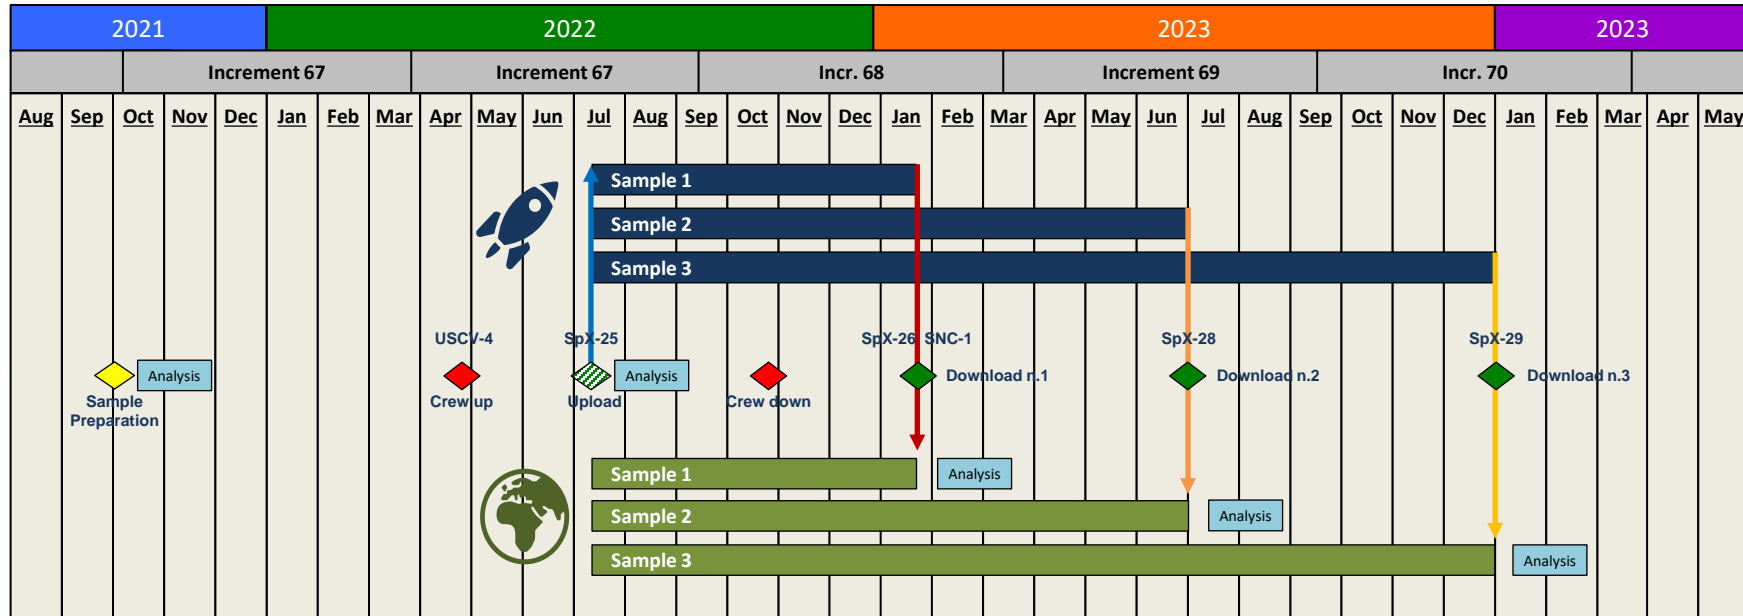 2021 2022 2023 2023
Increment 67 Increment 67 Incr. 68 Increment 69 Incr. 70
Aug Sep Oct Nov Dec Jan Feb Mar Apr May Jun Jul Aug Sep Oct Nov Dec Jan Feb Mar Apr May Jun Jul Aug Sep Oct Nov Dec Jan Feb Mar Apr May
Sample 1
Sample 2
Sample 3
USCV-4 SpX-25 SpX-26 SNC-1 SpX-28 SpX-29
Analysis Analysis Download n.1 Download n.2 Download n.3
Sample Crew up Upload Crew down
Preparation
Sample 1 Analysis
Sample 2 Analysis
Sample 3 Analysis